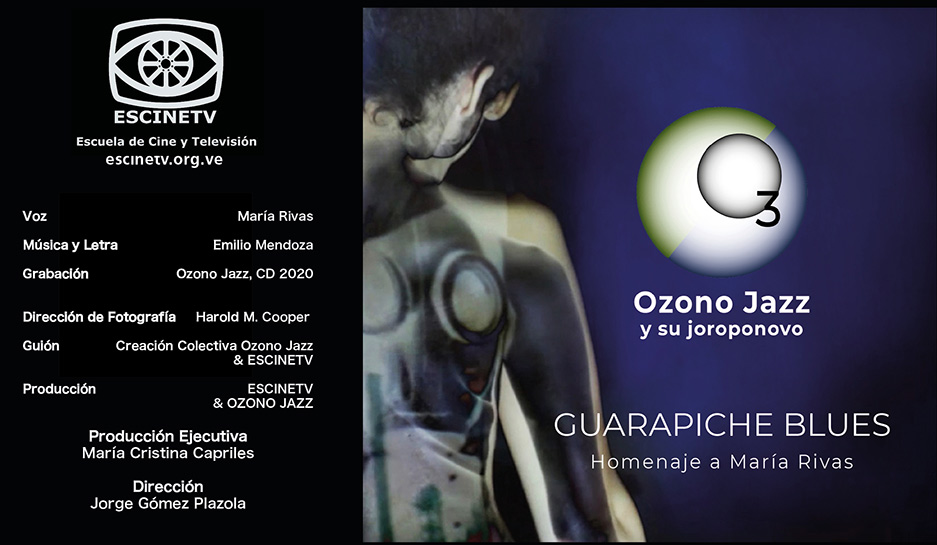 ESCINETV
Escuela de Cine y Televisión
escinetv.org.ve
Voz María Rivas
Música y Letra Emilio Mendoza
Grabación Ozono Jazz, CD 2020
Dirección de Fotografía Harold M. Cooper
Guión Creación Colectiva Ozono Jazz
& ESCINETV
Producción ESCINETV
& OZONO JAZZ
Producción Ejecutiva
María Cristina Capriles
Dirección
Jorge Gómez Plazola
3
Ozono Jazz
y su joroponovo
GUARAPICHE BLUES
Homenaje a María Rivas